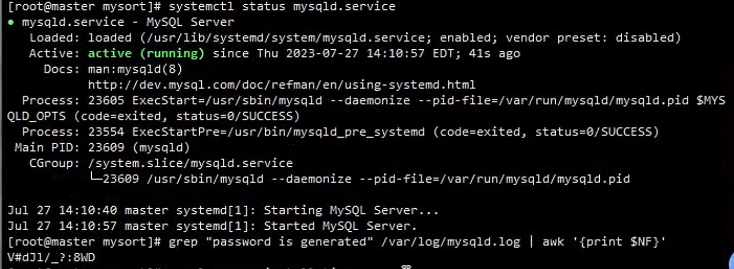 [root@master mysort]# systemctl status mysqld.service
● mysqld.service - MySQL Server
Loaded: loaded (/usr/lib/systemd/system/mysqld.service; enabled; vendor preset: disabled)
Active: active (running) since Thu 2023-07-27 14:10:57 EDT; 41s ago
Docs: man:mysqld(8)
http://dev.mysql.com/doc/refman/en/using-systemd.html
Process: 23605 ExecStart=/usr/sbin/mysqld --daemonize --pid-file=/var/run/mysqld/mysqld.pid $MYS
QLD_OPTS (code=exited, status=0/SUCCESS)
Process: 23554 ExecStartPre=/usr/bin/mysqld_pre_systemd (code=exited, status=0/SUCCESS)
Main PID: 23609 (mysqld)
CGroup: /system.slice/mysqld.service
└─23609 /usr/sbin/mysqld --daemonize --pid-file=/var/run/mysqld/mysqld.pid
Jul 27 14:10:40 master systemd[1]: Starting MySQL Server...
Jul 27 14:10:57 master systemd[1]: Started MySQL Server.
[root@master mysort]# grep "password is generated" /var/log/mysqld.log | awk '{print $NF}'
V#dJl/_?:8WD